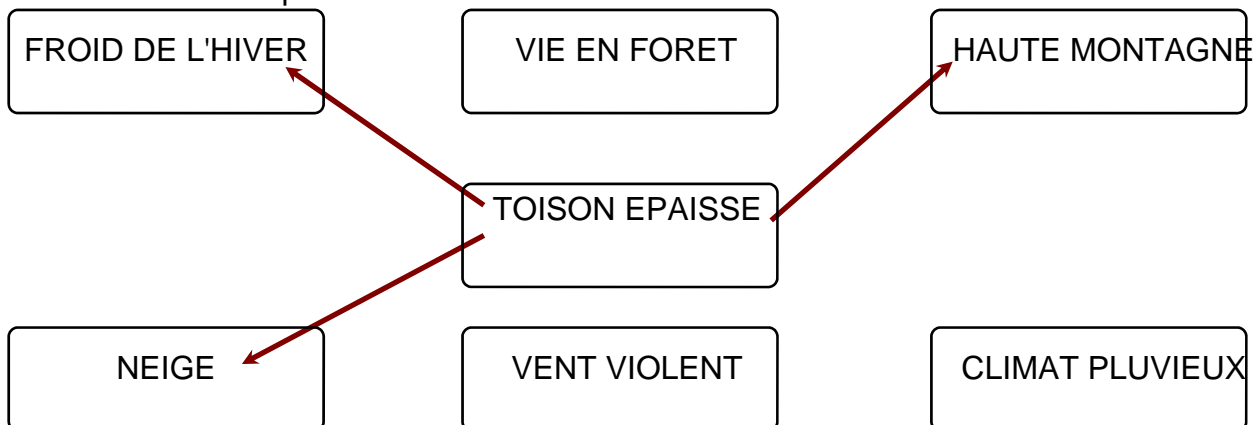 FROID DE L'HIVER
VIE EN FORET
HAUTE MONTAGNE
TOISON EPAISSE
NEIGE
VENT VIOLENT
CLIMAT PLUVIEUX